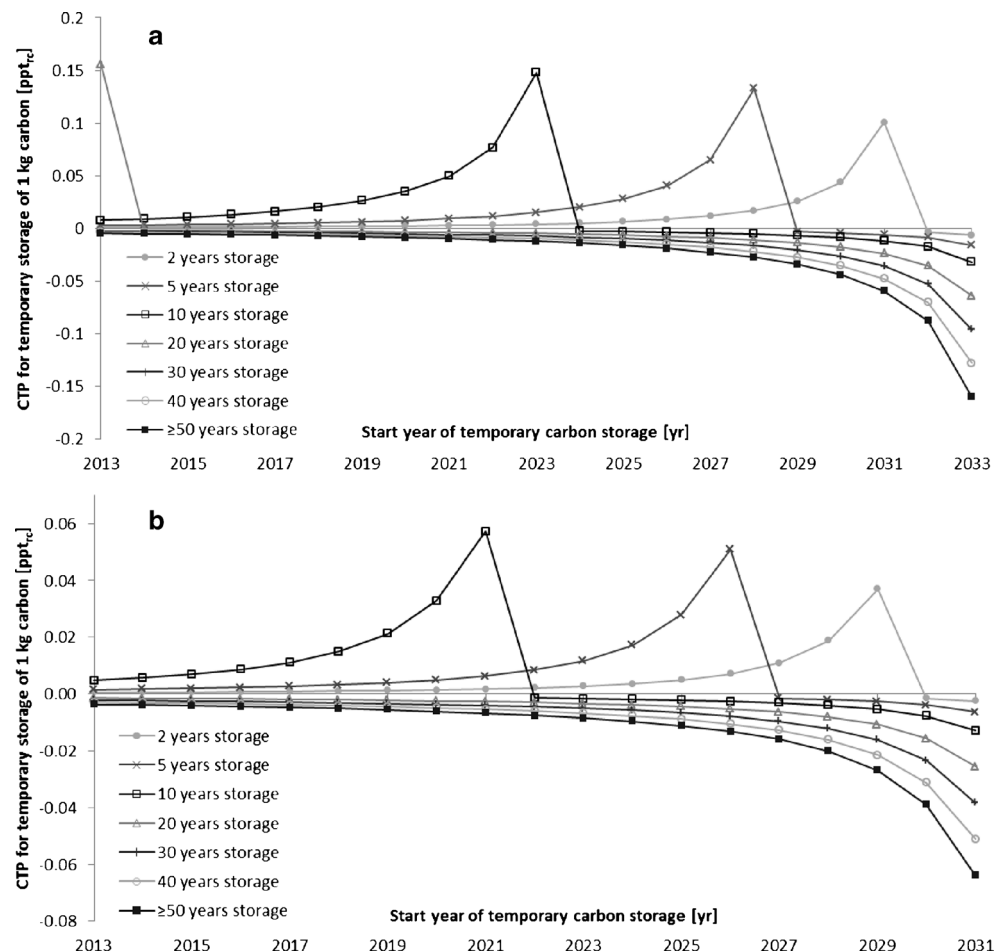 a
CTP for temporary storage of 1 kg carbon [pptrc]
0.2
0.15
0.1
0.05
0
-0.05
-0.1
-0.15
-0.2
2 years storage
5 years storage
10 years storage
20 years storage
30 years storage
40 years storage
≥50 years storage
Start year of temporary carbon storage [yr]
2013 2015 2017 2019 2021 2023 2025 2027 2029 2031 2033
b
CTP for temporary storage of 1 kg carbon [pptrc]
0.06
0.04
0.02
0.00
-0.02
-0.04
-0.06
-0.08
2 years storage
5 years storage
10 years storage
20 years storage
30 years storage
40 years storage
≥50 years storage
Start year of temporary carbon storage [yr]
2013 2015 2017 2019 2021 2023 2025 2027 2029 2031